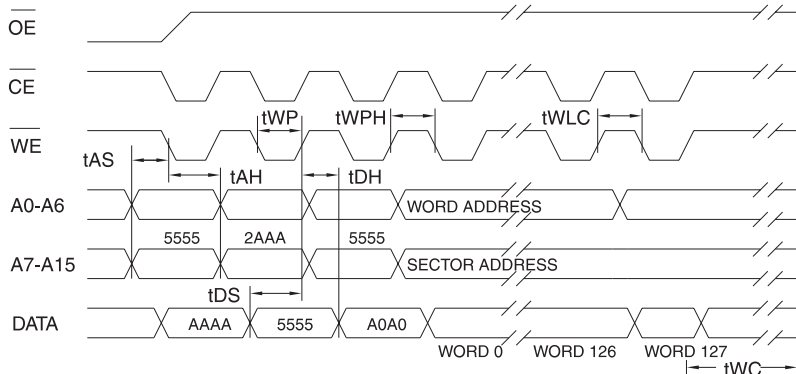 OE
CE
tWP tWPH tWLC
WE
tAS
tAH tDH
A0-A6 WORD ADDRESS
5555 2AAA 5555
A7-A15 SECTOR ADDRESS
tDS
DATA AAAA 5555 A0A0
WORD 0 WORD 126 WORD 127
tWC